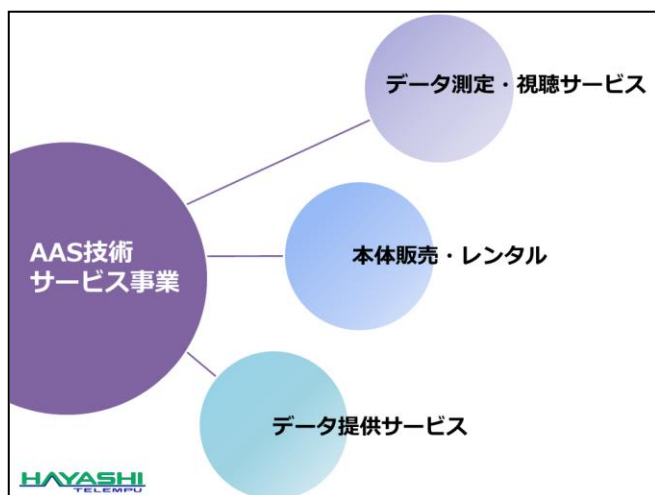 データ測定・視聴サービス
AAS技術
サービス事業
本体販売・レンタル
データ提供サービス
HAYASHI
TELEMPU